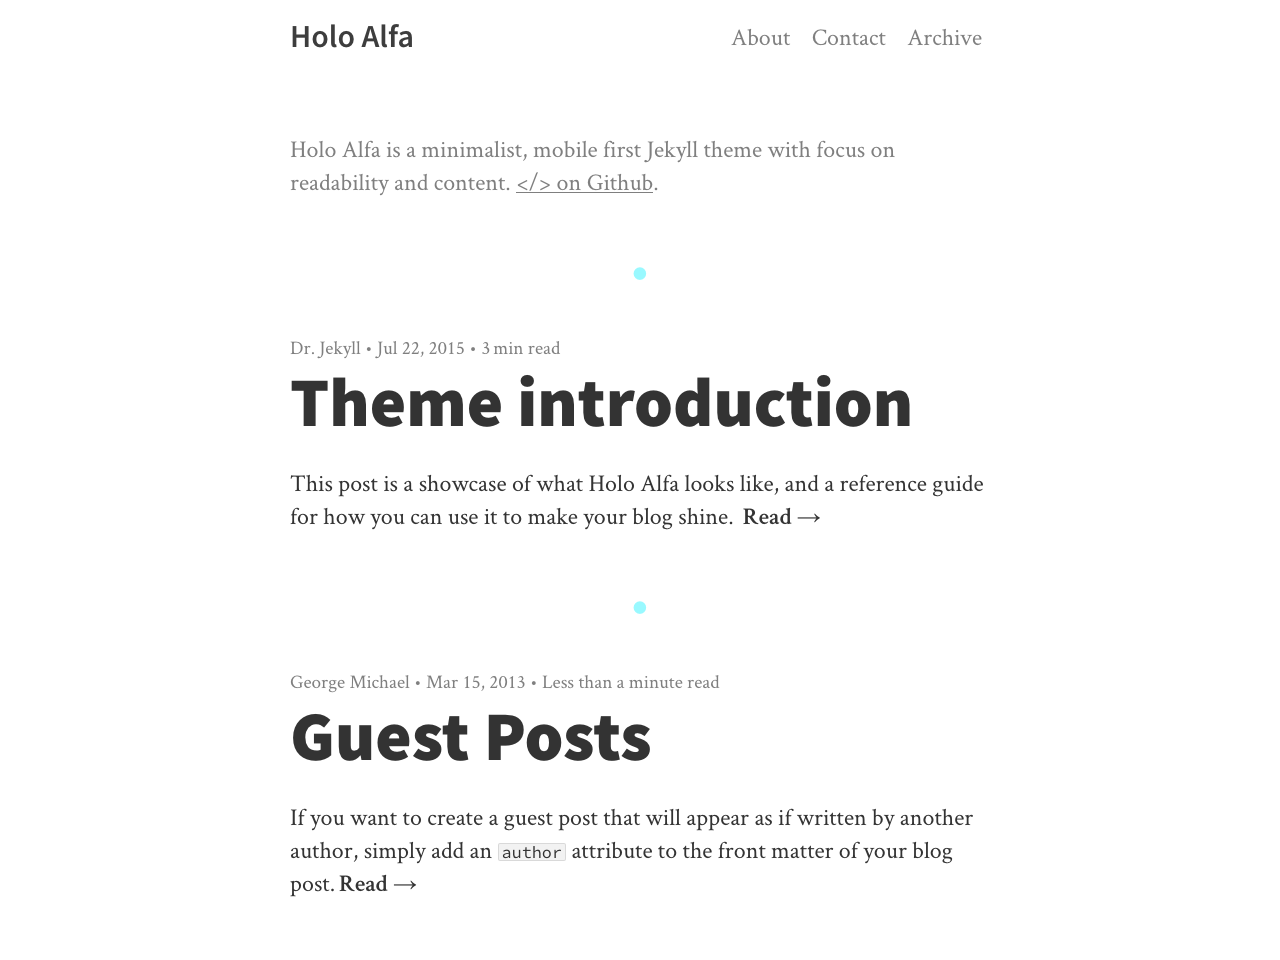 Holo Alfa
About Contact Archive
Holo Alfa is a minimalist, mobile first Jekyll theme with focus on
readability and content. </> on Github.
Dr. Jekyll • Jul 22, 2015 • 3 min read
Theme introduction
This post is a showcase of what Holo Alfa looks like, and a reference guide
for how you can use it to make your blog shine. Read →
George Michael • Mar 15, 2013 • Less than a minute read
Guest Posts
If you want to create a guest post that will appear as if written by another
author, simply add an author attribute to the front matter of your blog
post. Read →